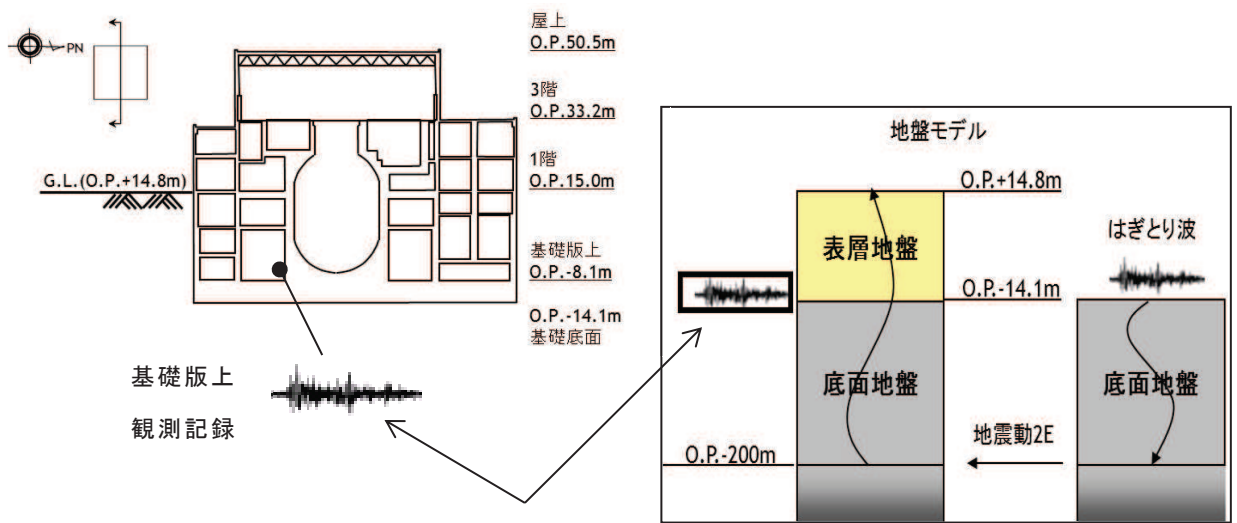 PN
屋上
O.P.50.5m
3階
O.P.33.2m
1階
O.P.15.0m
G.L.(O.P.+14.8m)
基礎版上
O.P.-8.1m
O.P.-14.1m
基礎底面
基礎版上
観測記録
地盤モデル
O.P.+14.8m
表層地盤
はぎとり波
O.P.-14.1m
底面地盤
底面地盤
地震動2E
O.P.-200m